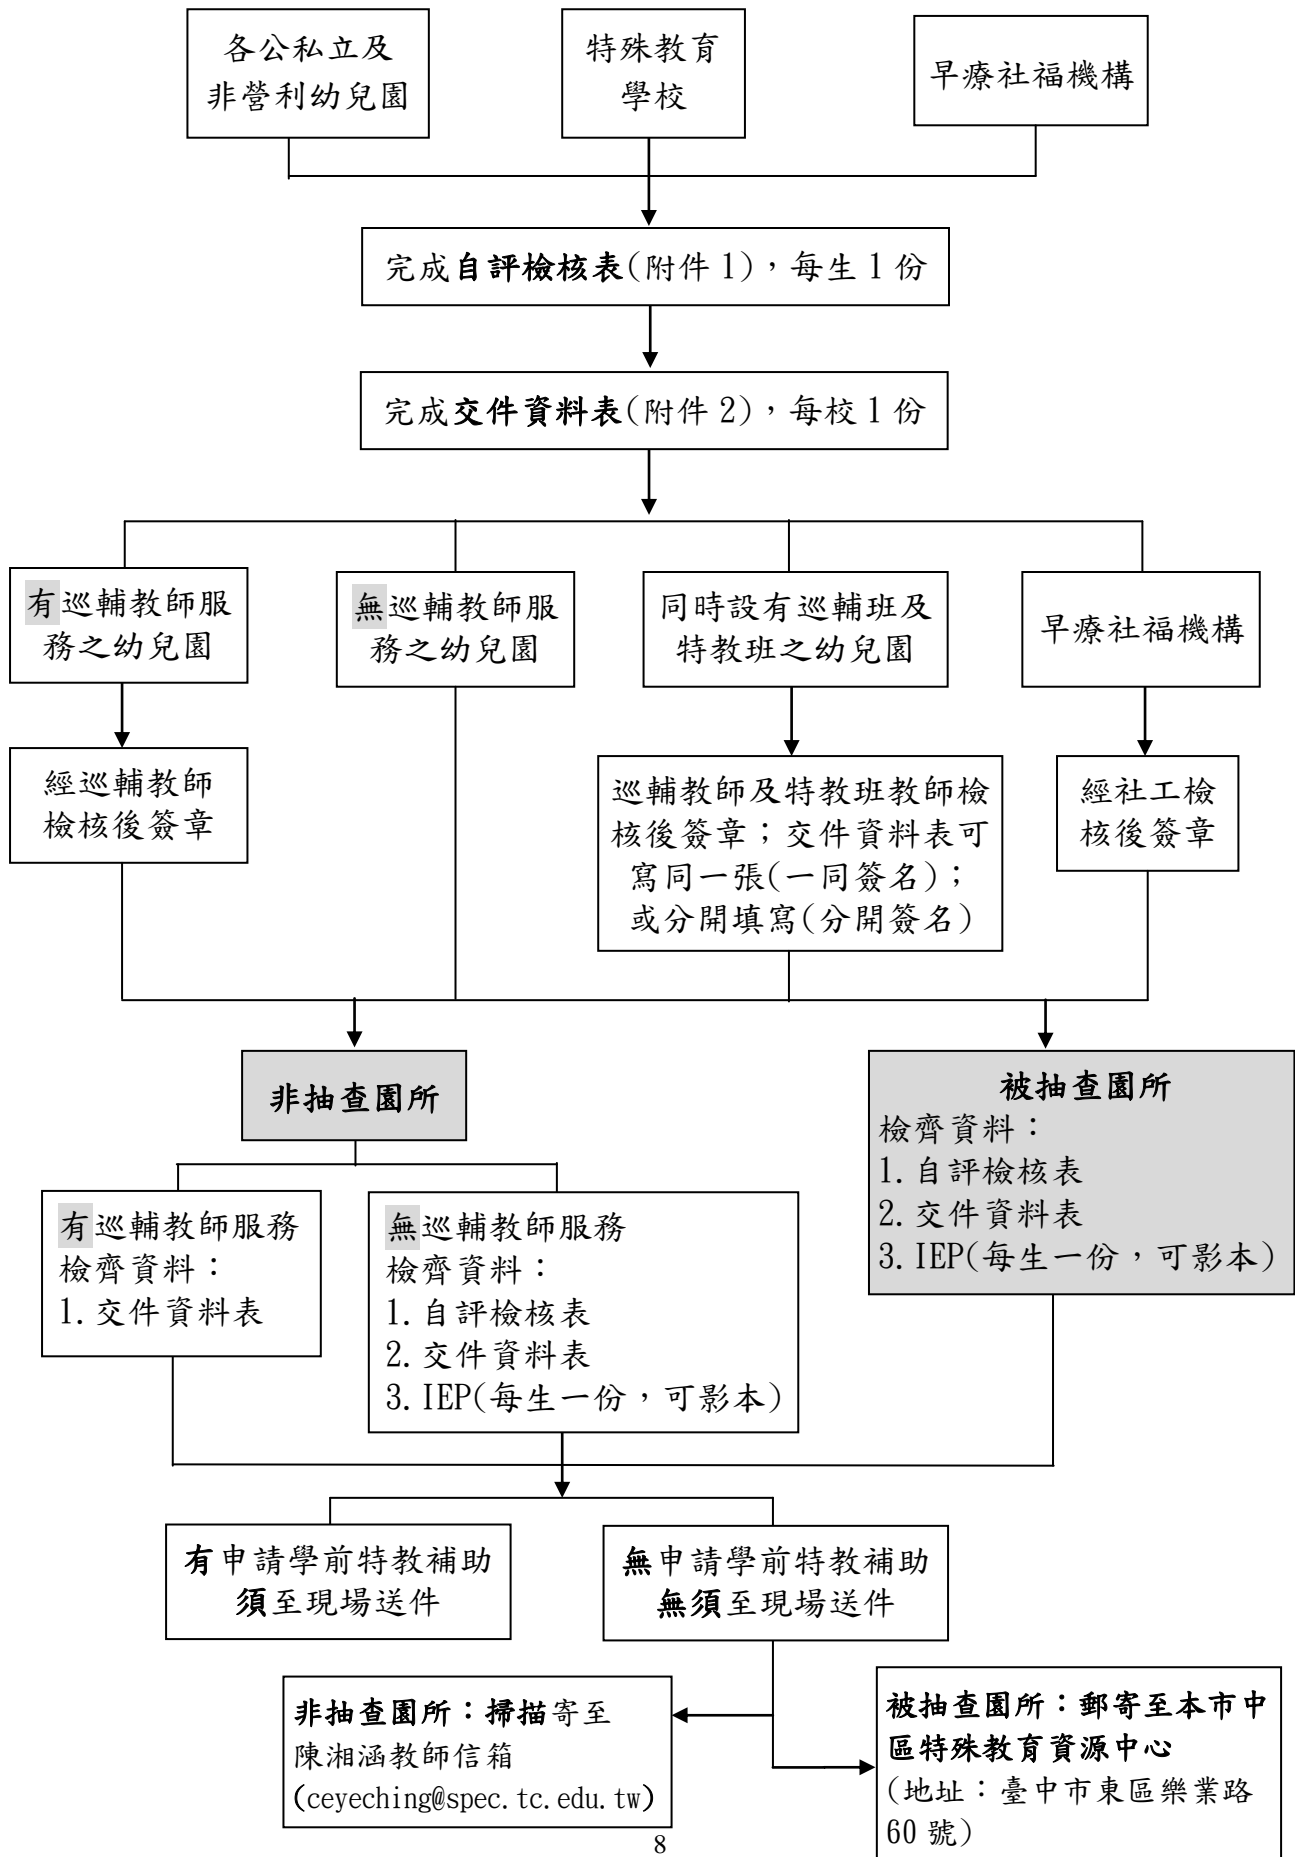 各公私立及
非營利幼兒園
特殊教育
學校
早療社福機構
完成自評檢核表(附件 1)，每生 1 份
完成交件資料表(附件 2)，每校 1 份
有巡輔教師服
務之幼兒園
無巡輔教師服
務之幼兒園
同時設有巡輔班及
特教班之幼兒園
早療社福機構
經巡輔教師
檢核後簽章
巡輔教師及特教班教師檢
核後簽章；交件資料表可
寫同一張(一同簽名)；
或分開填寫(分開簽名)
經社工檢
核後簽章
非抽查園所
被抽查園所
檢齊資料：
1. 自評檢核表
2. 交件資料表
3. IEP(每生一份，可影本)
有巡輔教師服務
檢齊資料：
1. 交件資料表
無巡輔教師服務
檢齊資料：
1. 自評檢核表
2. 交件資料表
3. IEP(每生一份，可影本)
有申請學前特教補助
須至現場送件
無申請學前特教補助
無須至現場送件
非抽查園所：掃描寄至
陳湘涵教師信箱
(ceyeching@spec.tc.edu.tw)
被抽查園所：郵寄至本市中
區特殊教育資源中心
(地址：臺中市東區樂業路
60 號)
8